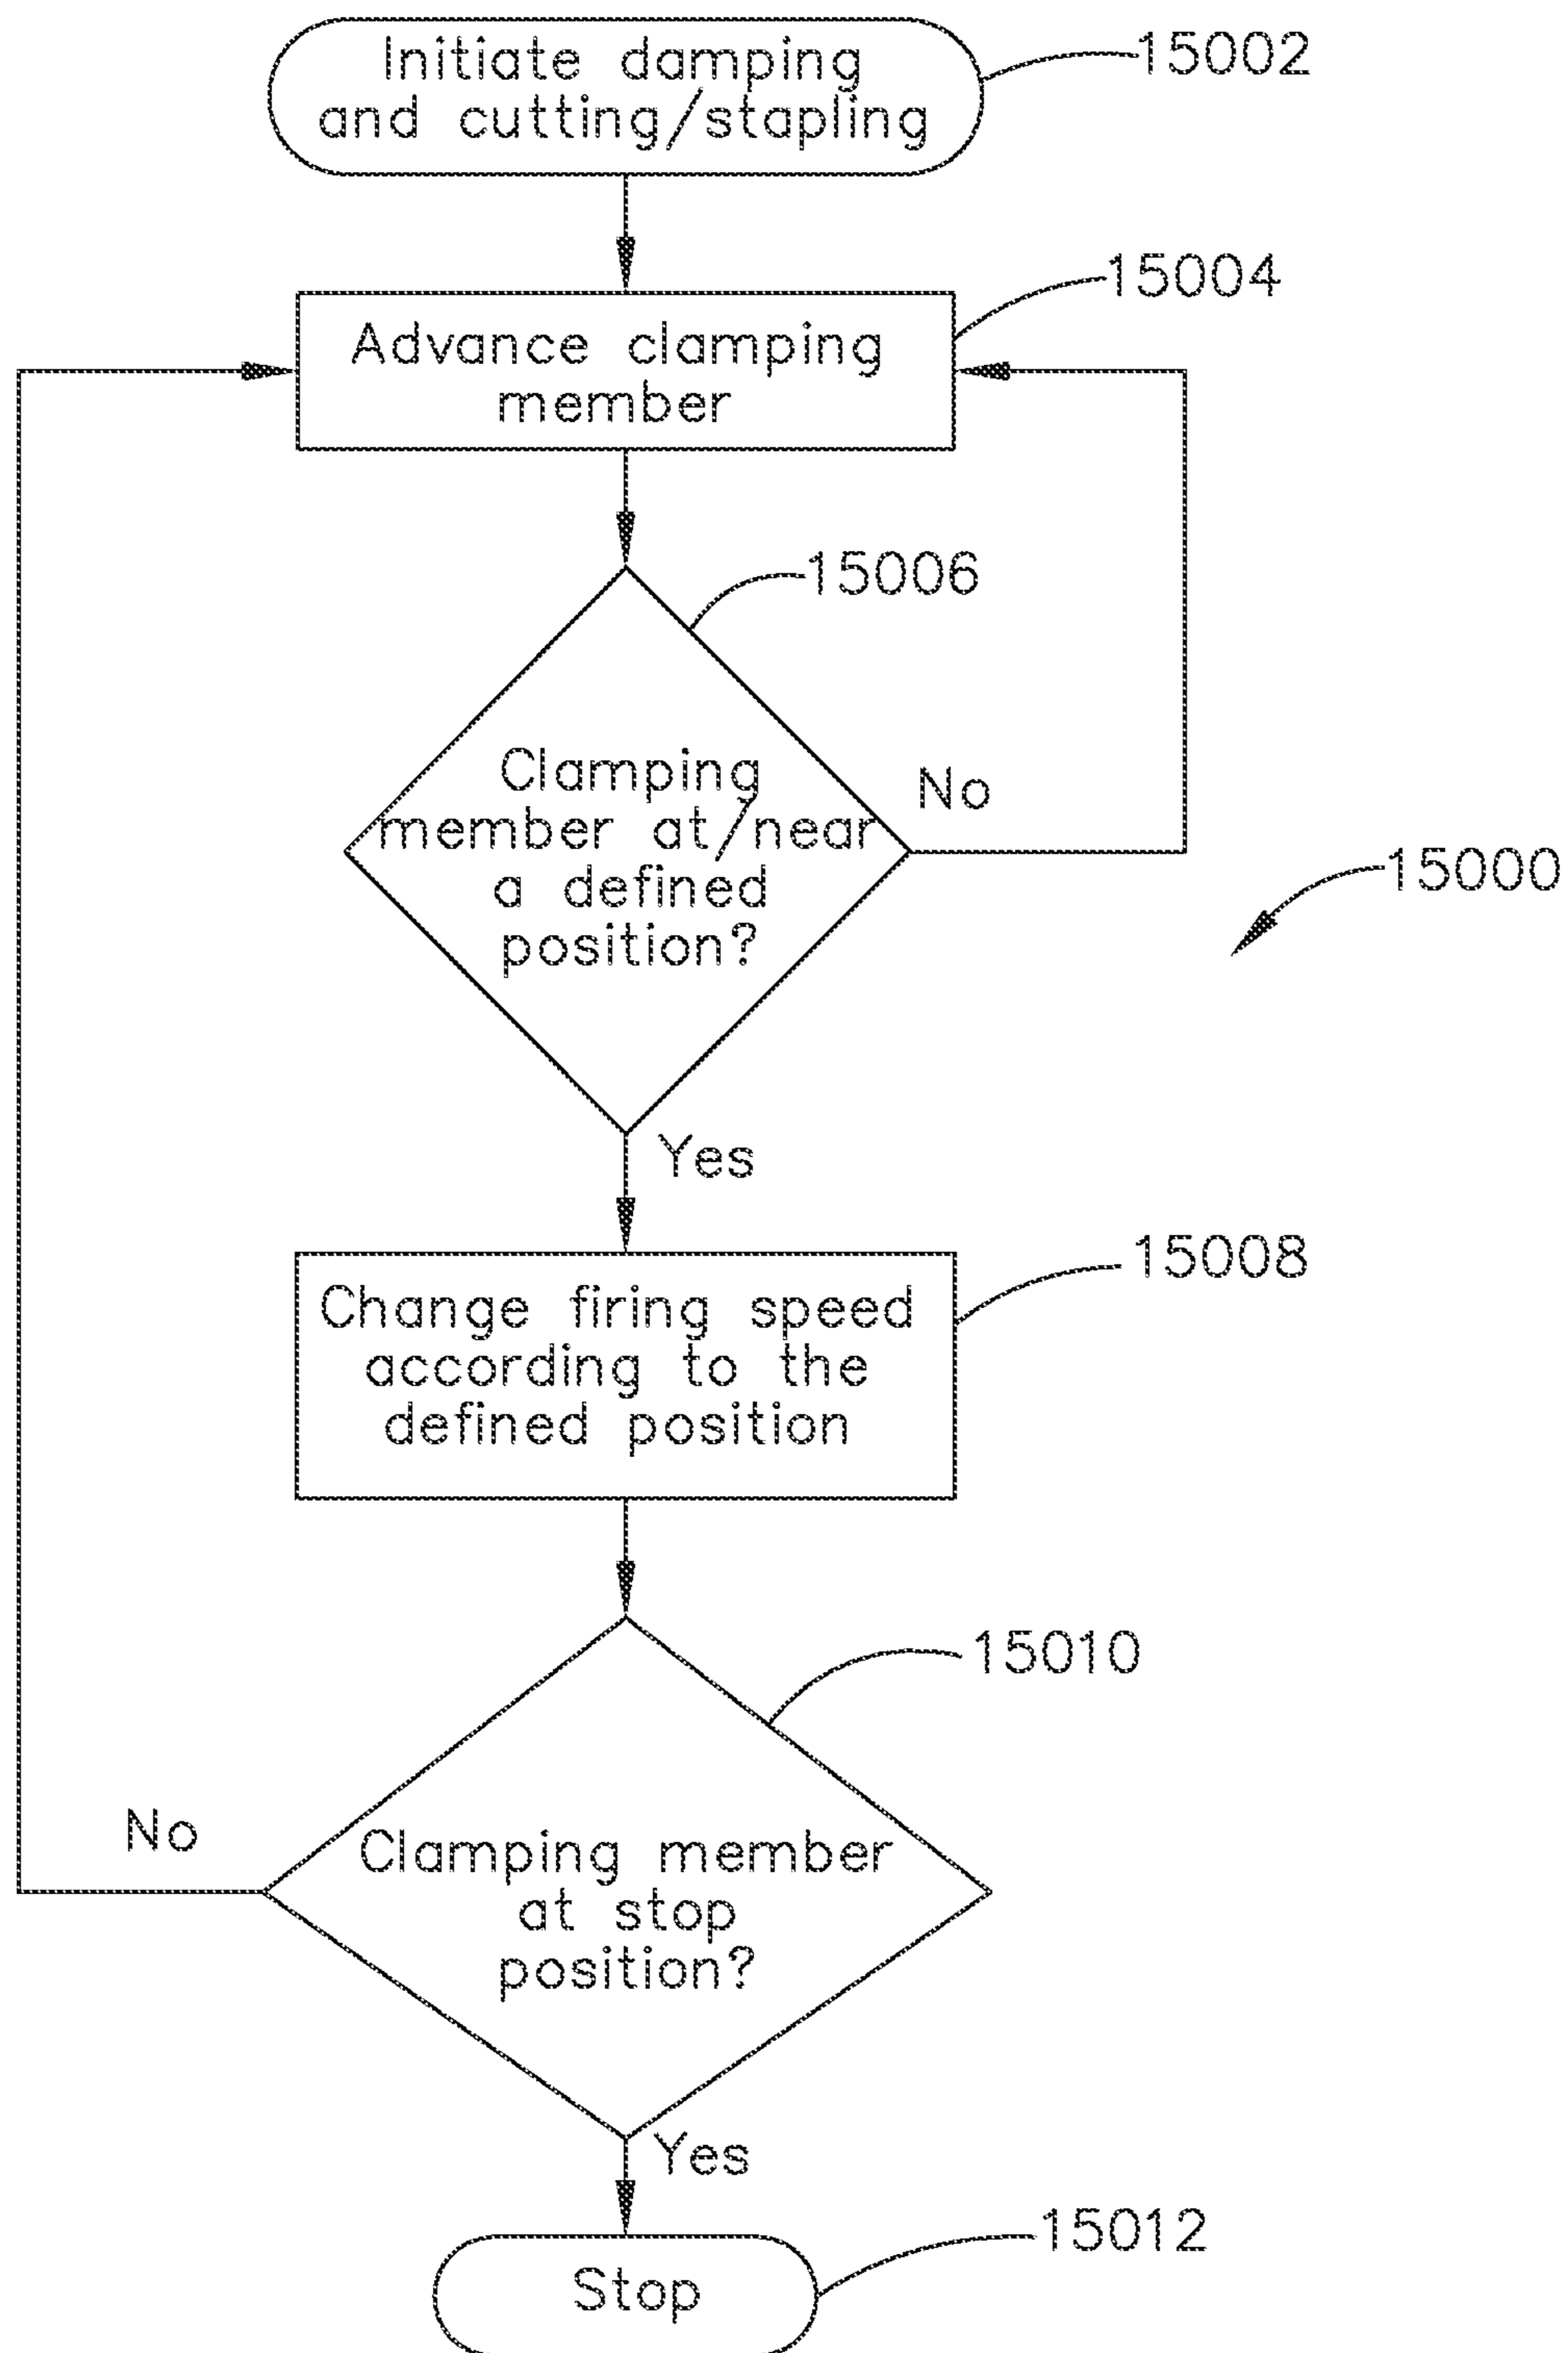 Initiate damping
and cutting/stapling
15002
15004
Advance clamping
member
15006
Clamping
member at/near
a defined
position?
No
15000
Yes
15008
Change firing speed
according to the
defined position
15010
No
Clamping member
at stop
position?
Yes
15012
Stop